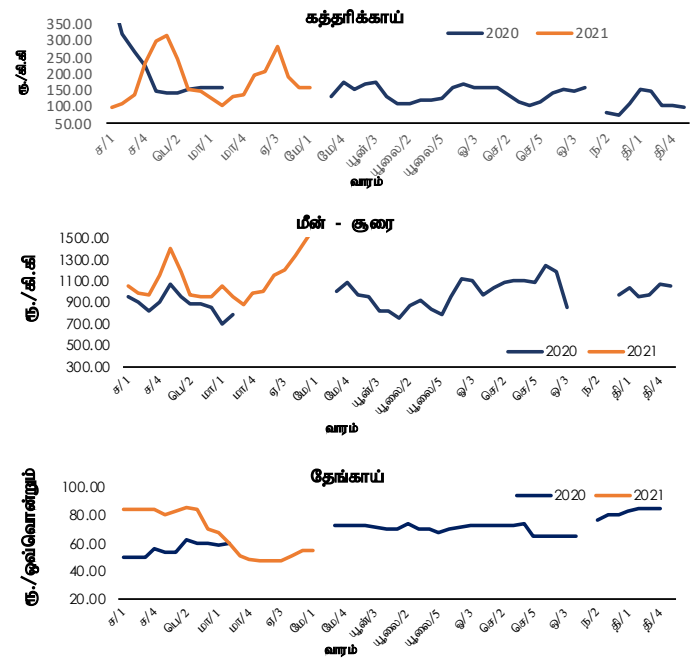 கத்தரிக்காய்
2020 2021
ரூ/கி.கி
350.00
300.00
250.00
200.00
150.00
100.00
50.00
ச/1 ச/4 பெ/2 மா/1 மா/4 ஏ/3 மே/1 மே/4 யூன்/3 யூலை/2 யூலை/5 ஓ/3 செ/2 செ/5 ஓ/3 ந/2 தி/1 தி/4
வாரம்
மீன் - சூரை
ரூ./கி.கி
1500.00
1300.00
1100.00
900.00
700.00
500.00
300.00
2020 2021
ச/1 ச/4 பெ/2 மா/1 மா/4 ஏ/3 மே/1 மே/4 யூன்/3 யூலை/2 யூலை/5 ஓ/3 செ/2 செ/5 ஓ/3 ந/2 தி/1 தி/4
வாரம்
தேங்காய்
2020 2021
ரூ./ஒவ்வொன்றும்
100.00
80.00
60.00
40.00
20.00
ச/1 ச/4 பெ/2 மா/1 மா/4 ஏ/3 மே/1 மே/4 யூன்/3 யூலை/2 யூலை/5 ஓ/3 செ/2 செ/5 ஓ/3 ந/2 தி/1 தி/4
வாரம்